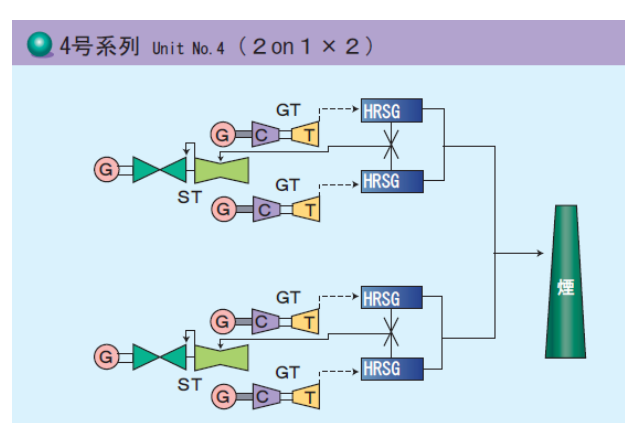 4号系列 Unit No.4(2on1×2)
GT
HRSG
G C T
G
ST
GT
HRSG
G C T
煙
GT
HRSG
G C T
G
ST
GT
HRSG
G C T